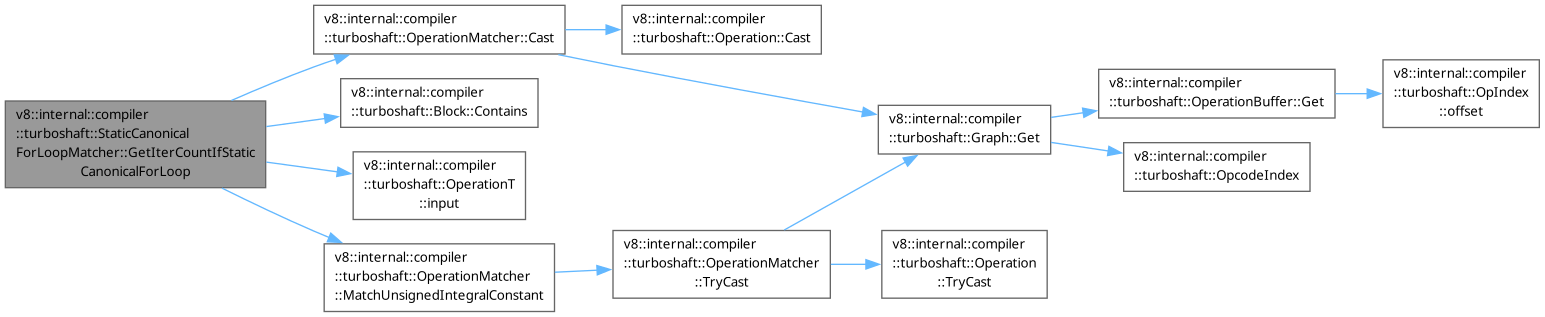 v8::internal::compiler
::turboshaft::StaticCanonical
ForLoopMatcher::GetIterCountIfStatic
CanonicalForLoop
v8::internal::compiler
::turboshaft::OperationMatcher::Cast
v8::internal::compiler
::turboshaft::Operation::Cast
v8::internal::compiler
::turboshaft::Block::Contains
v8::internal::compiler
::turboshaft::OperationT
::input
v8::internal::compiler
::turboshaft::OperationMatcher
::MatchUnsignedIntegralConstant
v8::internal::compiler
::turboshaft::OperationMatcher
::TryCast
v8::internal::compiler
::turboshaft::Operation
::TryCast
v8::internal::compiler
::turboshaft::Graph::Get
v8::internal::compiler
::turboshaft::OperationBuffer::Get
v8::internal::compiler
::turboshaft::OpcodeIndex
v8::internal::compiler
::turboshaft::OpIndex
::offset